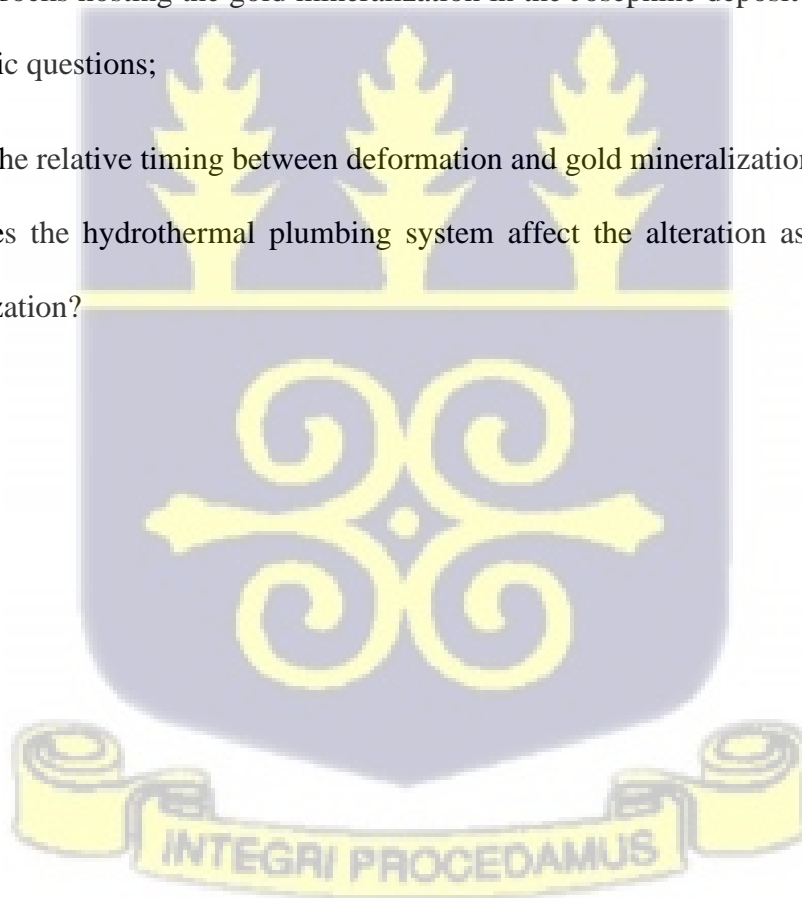 hosting the gold mineralization in the Josephine deposit
ic questions;
he relative timing between deformation and gold mineralization
es the hydrothermal plumbing system affect the alteration as
zation?
INTEGRI PROCEDAMUS